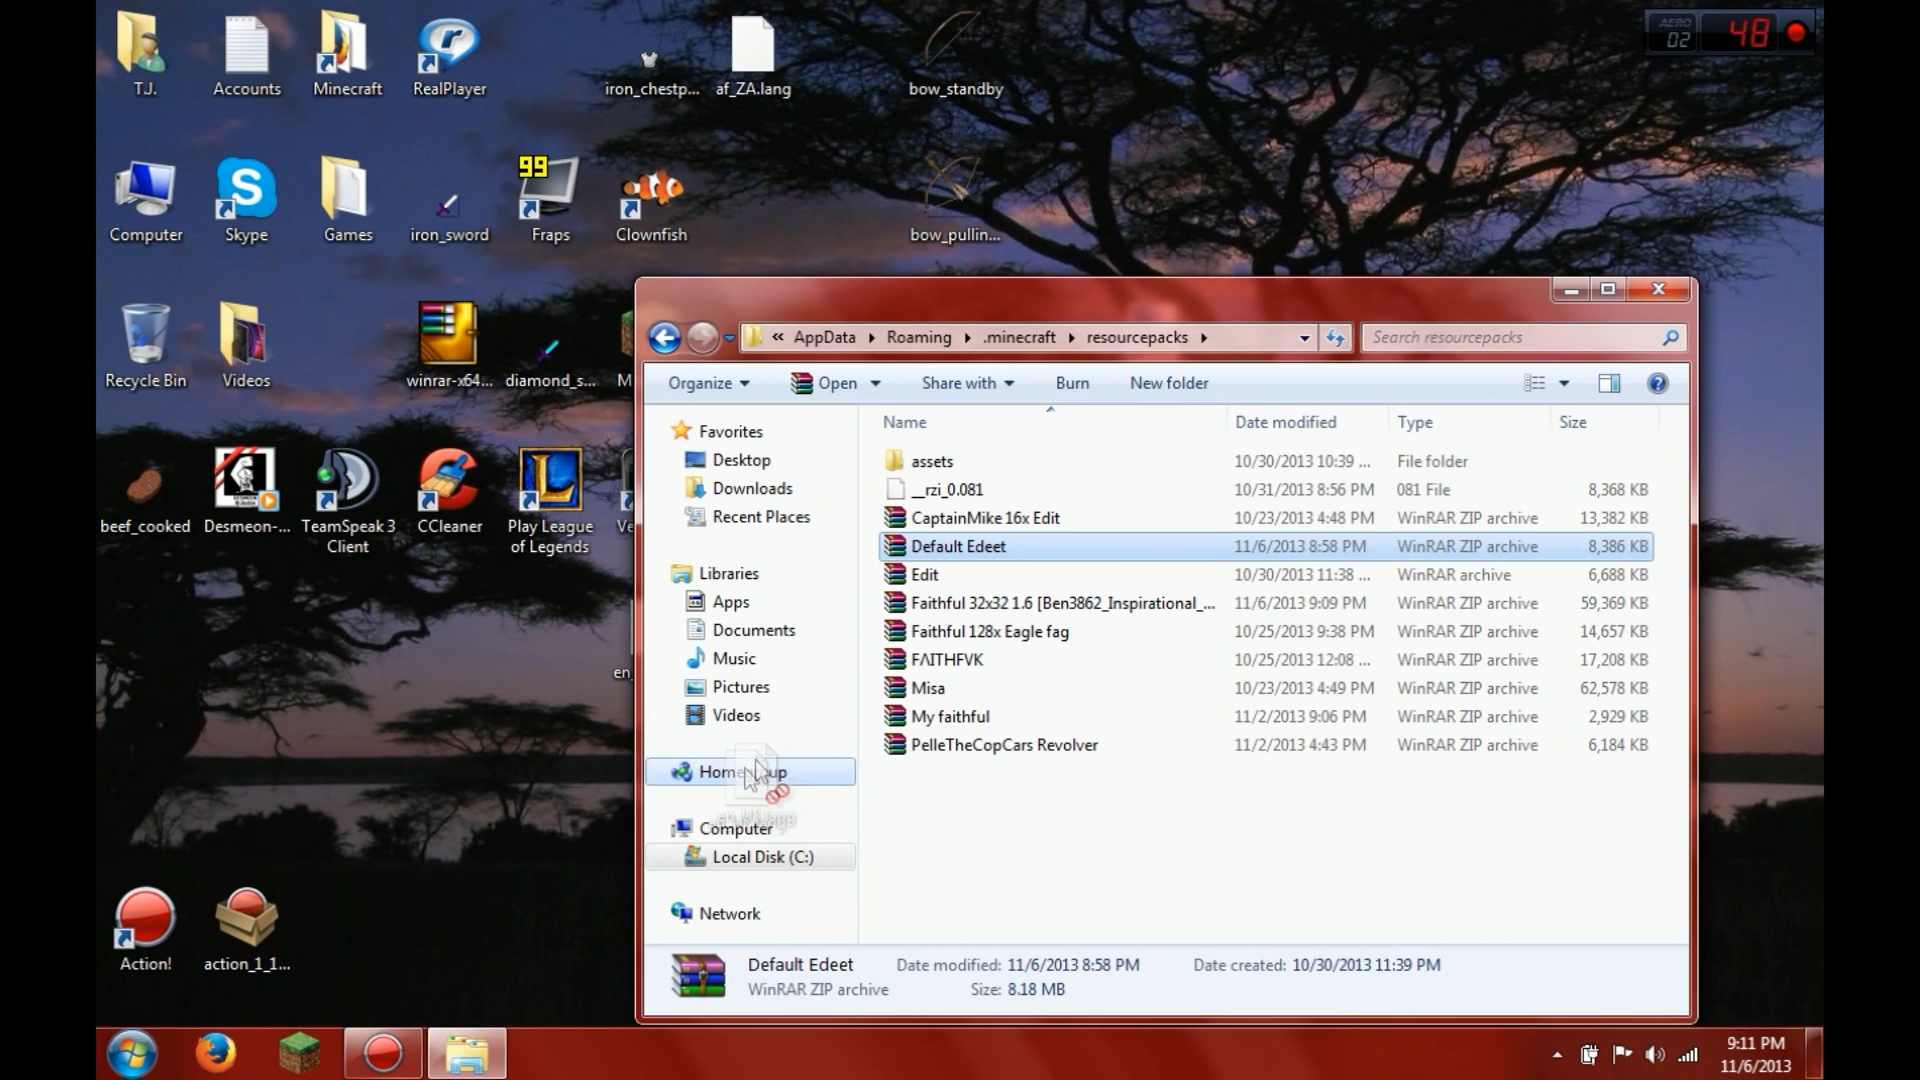 AERO
02
48
T.J.
Accounts
Minecraft
RealPlayer
iron_chestp...
af_ZA.lang
bow_standby
99
Computer
Skype
Games
iron_sword
Fraps
Clownfish
bow_pullin...
Recycle Bin
Videos
winrar-x64...
diamond_s...
M
beef_cooked
Desmeon-...
TeamSpeak 3
Client
CCleaner
Play League
of Legends
Ve
en_
Action!
action_1_1...
« AppData Roaming .minecraft resourcepacks
Search resourcepacks
Organize Open Share with Burn New folder
Favorites
Desktop
Downloads
Recent Places
Libraries
Apps
Documents
Music
Pictures
Videos
Computer
Local Disk (C:)
Network
Name Date modified Type Size
assets 10/30/2013 10:39 ... File folder
__rzi_0.081 10/31/2013 8:56 PM 081 File 8,368 KB
CaptainMike 16x Edit 10/23/2013 4:48 PM WinRAR ZIP archive 13,382 KB
Default Edeet 11/6/2013 8:58 PM WinRAR ZIP archive 8,386 KB
Edit 10/30/2013 11:38 ... WinRAR archive 6,688 KB
Faithful 32x32 1.6 [Ben3862_Inspirational_... 11/6/2013 9:09 PM WinRAR ZIP archive 59,369 KB
Faithful 128x Eagle fag 10/25/2013 9:38 PM WinRAR ZIP archive 14,657 KB
FΛITHFVK 10/25/2013 12:08 ... WinRAR ZIP archive 17,208 KB
Misa 10/23/2013 4:49 PM WinRAR ZIP archive 62,578 KB
My faithful 11/2/2013 9:06 PM WinRAR ZIP archive 2,929 KB
PelleTheCopCars Revolver 11/2/2013 4:43 PM WinRAR ZIP archive 6,184 KB
Default Edeet Date modified: 11/6/2013 8:58 PM Date created: 10/30/2013 11:39 PM
WinRAR ZIP archive Size: 8.18 MB
9:11 PM
11/6/2013